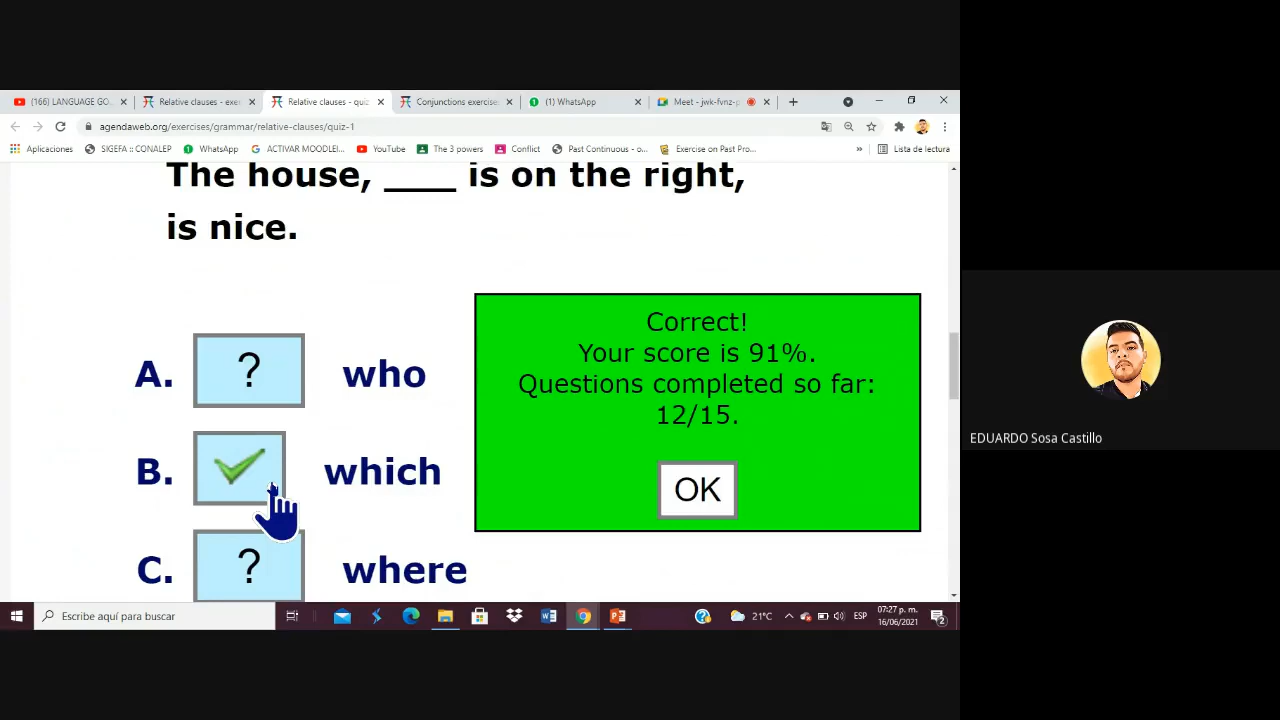 (166) LANGUAGE GO
Relative clauses - exe
Relative clauses - quiz
Conjunctions exercise
(1) WhatsApp
Meet - jwk-fvnz-p
agendaweb.org/exercises/grammar/relative-clauses/quiz-1
Aplicaciones
SIGEFA :: CONALEP
WhatsApp
ACTIVAR MOODLEI...
YouTube
The 3 powers
Conflict
Past Continuous - o...
Exercise on Past Pro...
»
Lista de lectura
The house, ____ is on the right,
is nice.
A. ? who
B. which
C. ? where
Correct!
Your score is 91%.
Questions completed so far:
12/15.
OK
EDUARDO Sosa Castillo
Escribe aquí para buscar
21°C
ESP
07:27 p. m.
16/06/2021
2